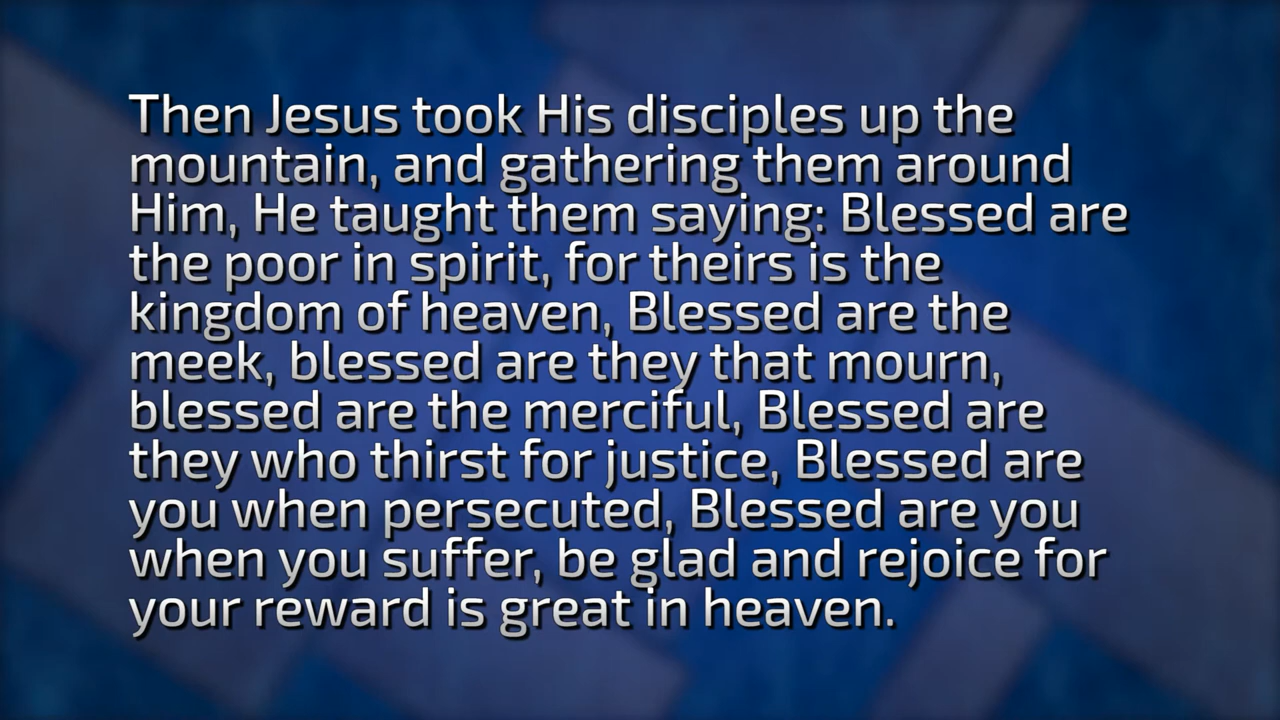 Then Jesus took His disciples up the
mountain, and gathering them around
Him, He taught them saying: Blessed are
the poor in spirit, for theirs is the
kingdom of heaven, Blessed are the
meek, blessed are they that mourn,
blessed are the merciful, Blessed are
they who thirst for justice, Blessed are
you when persecuted, Blessed are you
when you suffer, be glad and rejoice for
your reward is great in heaven.